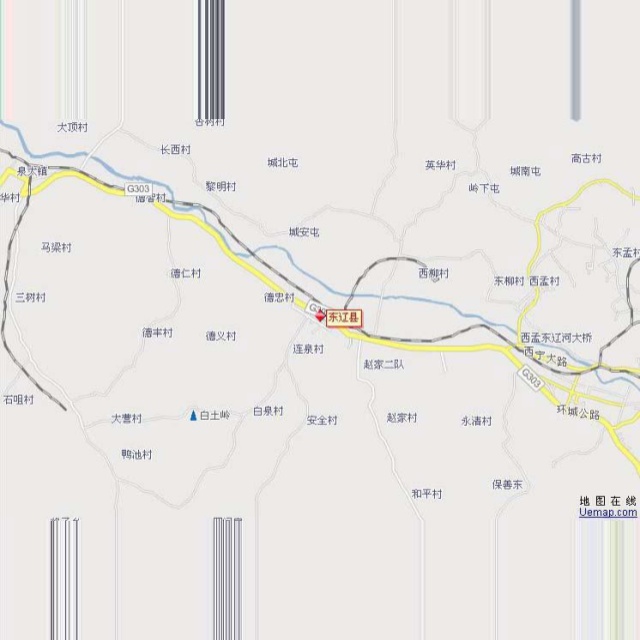 大顶村
长西村
城北屯
英华村
城南屯
高古村
泉太镇
G303
黎明村
岭下屯
华村
德智村
马梁村
城安屯
东孟村
德仁村
西柳村
东柳村
西孟村
三树村
德忠村
东辽县
德丰村
德义村
连泉村
西孟东辽河大桥
西宁大路
赵家二队
G303
石咀村
大营村
白土岭
白泉村
安全村
赵家村
永清村
环城公路
鸭池村
和平村
保善东
地图在线
Uemap.com